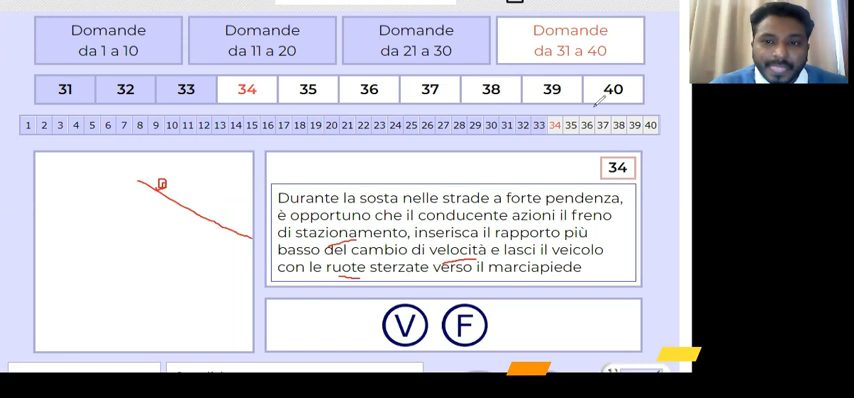 Domande
da 1 a 10
Domande
da 11 a 20
Domande
da 21 a 30
Domande
da 31 a 40
31 32 33 34 35 36 37 38 39 40
1 2 3 4 5 6 7 8 9 10 11 12 13 14 15 16 17 18 19 20 21 22 23 24 25 26 27 28 29 30 31 32 33 34 35 36 37 38 39 40
34
Durante la sosta nelle strade a forte pendenza,
è opportuno che il conducente azioni il freno
di stazionamento, inserisca il rapporto più
basso del cambio di velocità e lasci il veicolo
con le ruote sterzate verso il marciapiede
V F